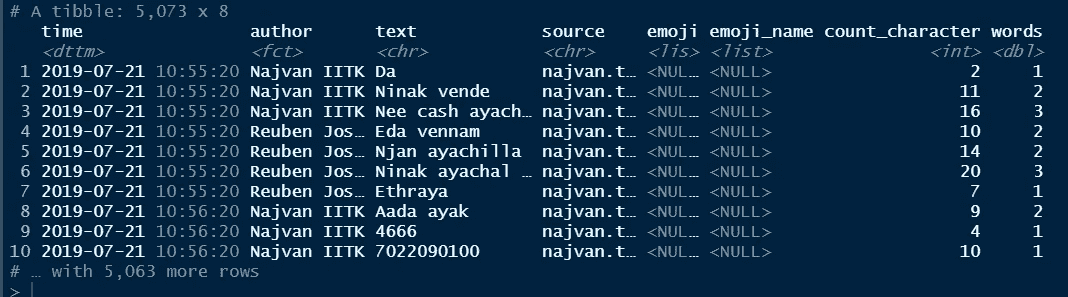 # A tibble: 5,073 x 8
time author text source emoji emoji_name count_character words
<dttm> <fct> <chr> <chr> <lis> <list> <int> <dbl>
1 2019-07-21 10:55:20 Najvan IITK Da najvan.t… <NUL… <NULL> 2 1
2 2019-07-21 10:55:20 Najvan IITK Ninak vende najvan.t… <NUL… <NULL> 11 2
3 2019-07-21 10:55:20 Najvan IITK Nee cash ayach… najvan.t… <NUL… <NULL> 16 3
4 2019-07-21 10:55:20 Reuben Jos… Eda vennam najvan.t… <NUL… <NULL> 10 2
5 2019-07-21 10:55:20 Reuben Jos… Njan ayachilla najvan.t… <NUL… <NULL> 14 2
6 2019-07-21 10:55:20 Reuben Jos… Ninak ayachal … najvan.t… <NUL… <NULL> 20 3
7 2019-07-21 10:55:20 Reuben Jos… Ethraya najvan.t… <NUL… <NULL> 7 1
8 2019-07-21 10:56:20 Najvan IITK Aada ayak najvan.t… <NUL… <NULL> 9 2
9 2019-07-21 10:56:20 Najvan IITK 4666 najvan.t… <NUL… <NULL> 4 1
10 2019-07-21 10:56:20 Najvan IITK 7022090100 najvan.t… <NUL… <NULL> 10 1
# … with 5,063 more rows
>